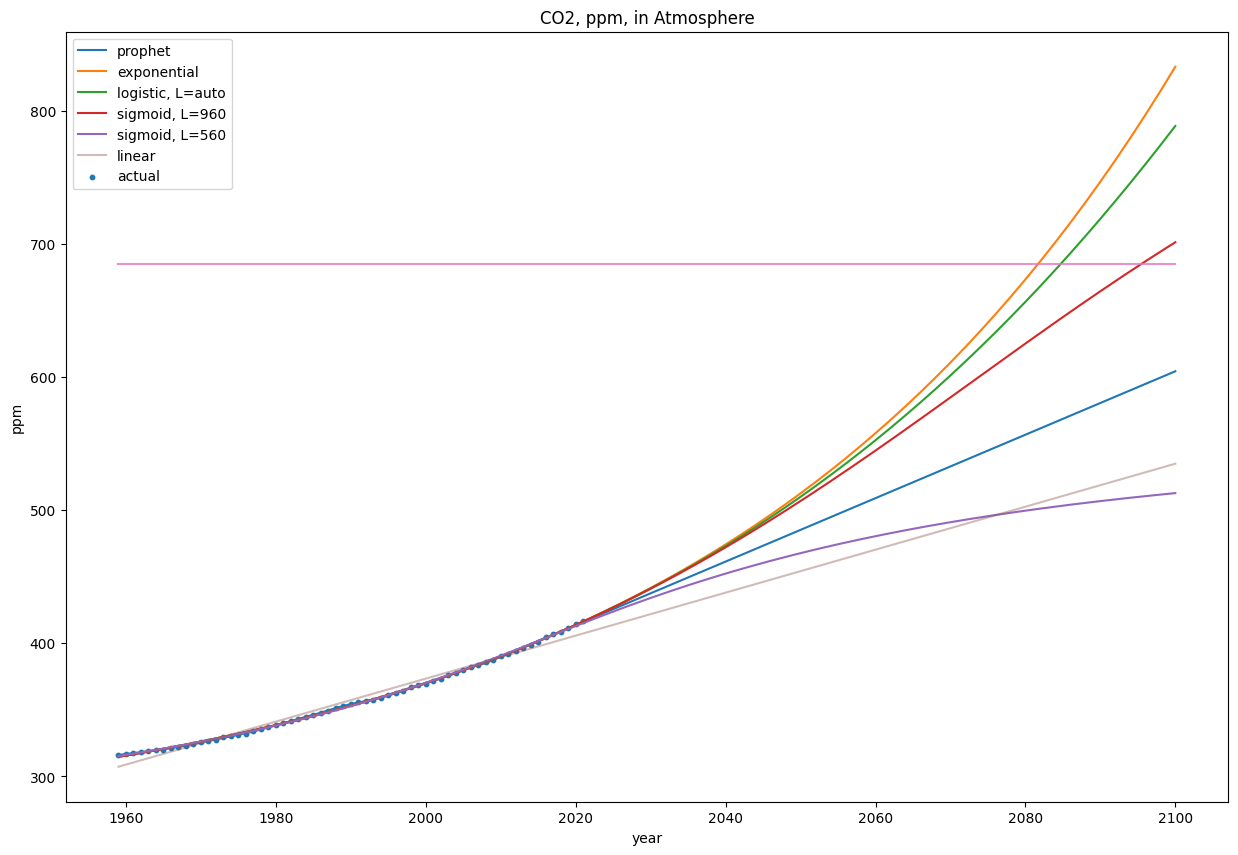 CO2, ppm, in Atmosphere
prophet
exponential
logistic, L=auto
sigmoid, L=960
sigmoid, L=560
linear
actual
800
700
600
500
400
300
ppm
1960 1980 2000 2020 2040 2060 2080 2100
year